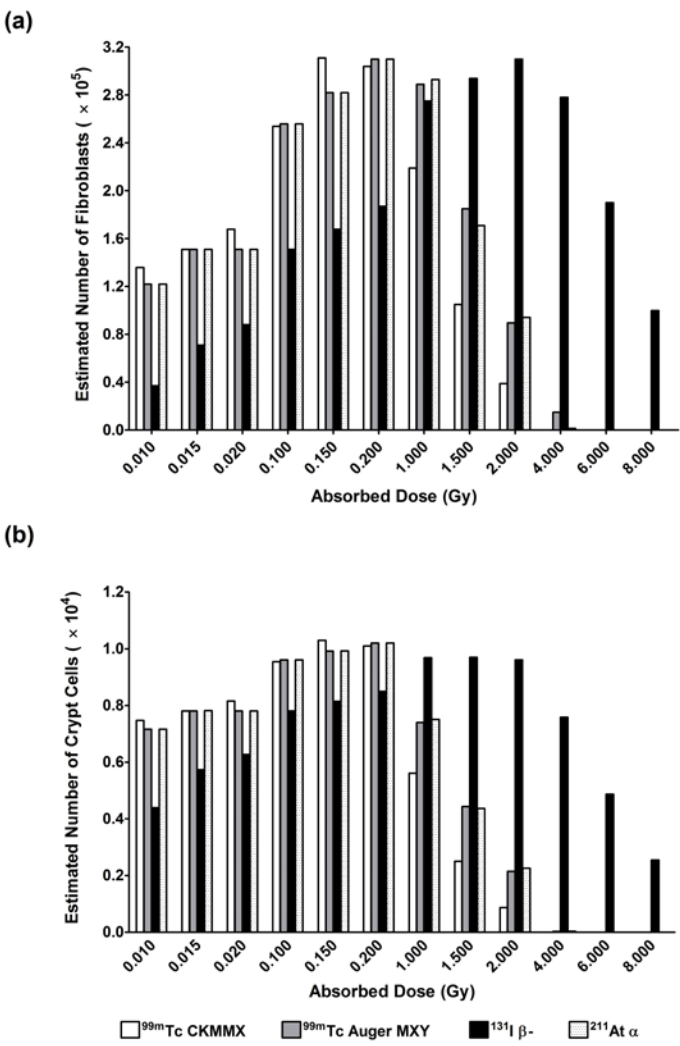 (a)
Estimated Number of Fibroblasts ( × 10⁵)
3.2
2.8
2.4
2.0
1.6
1.2
0.8
0.4
0.0
0.010 0.015 0.020 0.100 0.150 0.200 1.000 1.500 2.000 4.000 6.000 8.000
Absorbed Dose (Gy)
(b)
Estimated Number of Crypt Cells ( × 10⁴)
1.2
1.0
0.8
0.6
0.4
0.2
0.0
0.010 0.015 0.020 0.100 0.150 0.200 1.000 1.500 2.000 4.000 6.000 8.000
Absorbed Dose (Gy)
⁹⁹ᵐTc CKMMX ⁹⁹ᵐTc Auger MXY ¹³¹I β- ²¹¹At α